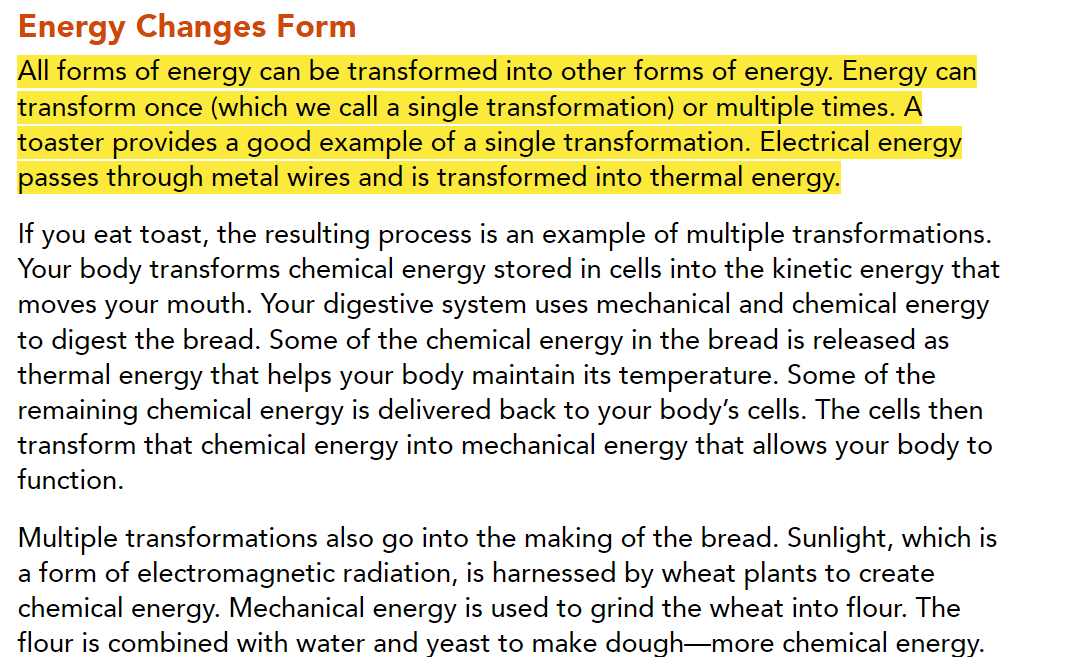 Energy Changes Form
All forms of energy can be transformed into other forms of energy. Energy can
transform once (which we call a single transformation) or multiple times. A
toaster provides a good example of a single transformation. Electrical energy
passes through metal wires and is transformed into thermal energy.
If you eat toast, the resulting process is an example of multiple transformations.
Your body transforms chemical energy stored in cells into the kinetic energy that
moves your mouth. Your digestive system uses mechanical and chemical energy
to digest the bread. Some of the chemical energy in the bread is released as
thermal energy that helps your body maintain its temperature. Some of the
remaining chemical energy is delivered back to your body’s cells. The cells then
transform that chemical energy into mechanical energy that allows your body to
function.
Multiple transformations also go into the making of the bread. Sunlight, which is
a form of electromagnetic radiation, is harnessed by wheat plants to create
chemical energy. Mechanical energy is used to grind the wheat into flour. The
flour is combined with water and yeast to make dough—more chemical energy.